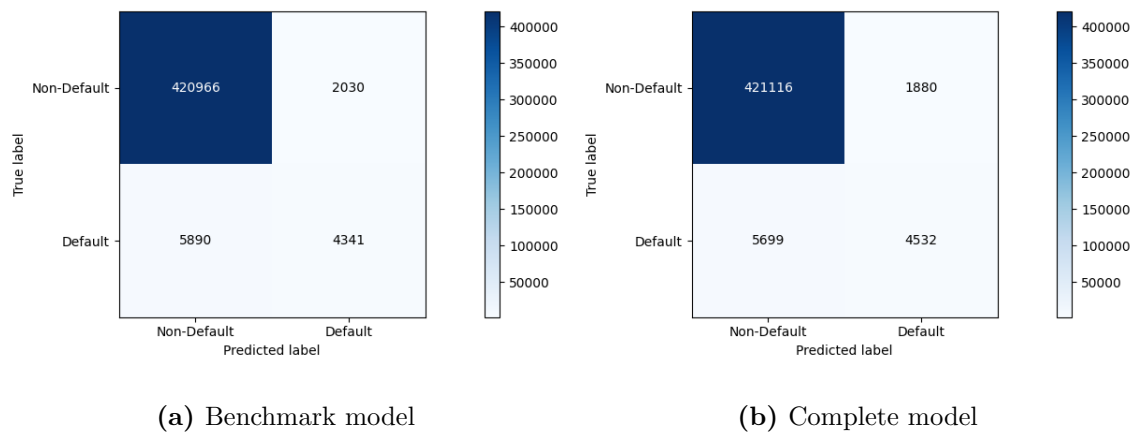 Non-Default
Default
True label
420966
2030
5890
4341
Non-Default
Default
Predicted label
400000
350000
300000
250000
200000
150000
100000
50000
(a) Benchmark model
Non-Default
Default
True label
421116
1880
5699
4532
Non-Default
Default
Predicted label
400000
350000
300000
250000
200000
150000
100000
50000
(b) Complete model